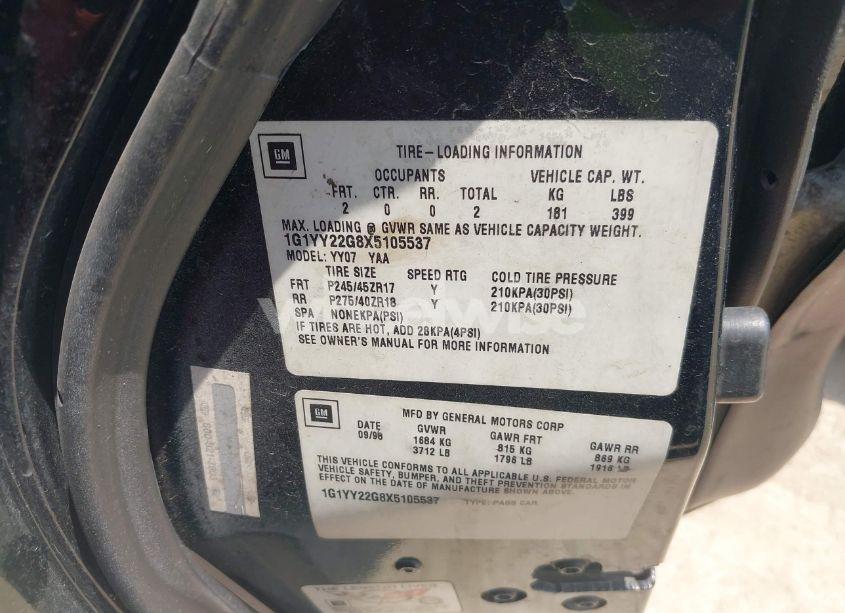 GM
TIRE-LOADING INFORMATION
OCCUPANTS VEHICLE CAP. WT.
FRT. CTR. RR. TOTAL KG LBS
2 0 0 2 181 399
MAX. LOADING @ GVWR SAME AS VEHICLE CAPACITY WEIGHT.
1G1YY22G8X5105537
MODEL: YY07 YAA
TIRE SIZE SPEED RTG COLD TIRE PRESSURE
FRT P245/45ZR17 Y 210KPA(30PSI)
RR P275/40ZR18 Y 210KPA(30PSI)
SPA NONEKPA(PSI)
IF TIRES ARE HOT, ADD 28KPA(4PSI)
SEE OWNER'S MANUAL FOR MORE INFORMATION
GM
MFD BY GENERAL MOTORS CORP
DATE GVWR GAWR FRT GAWR RR
09/98 1684 KG 815 KG 869 KG
3712 LB 1796 LB 1916 LB
THIS VEHICLE CONFORMS TO ALL APPLICABLE U.S. FEDERAL MOTOR
VEHICLE SAFETY, BUMPER, AND THEFT PREVENTION STANDARDS IN
EFFECT ON THE DATE OF MANUFACTURE SHOWN ABOVE.
1G1YY22G8X5105537
TYPE: PASS CAR
GM